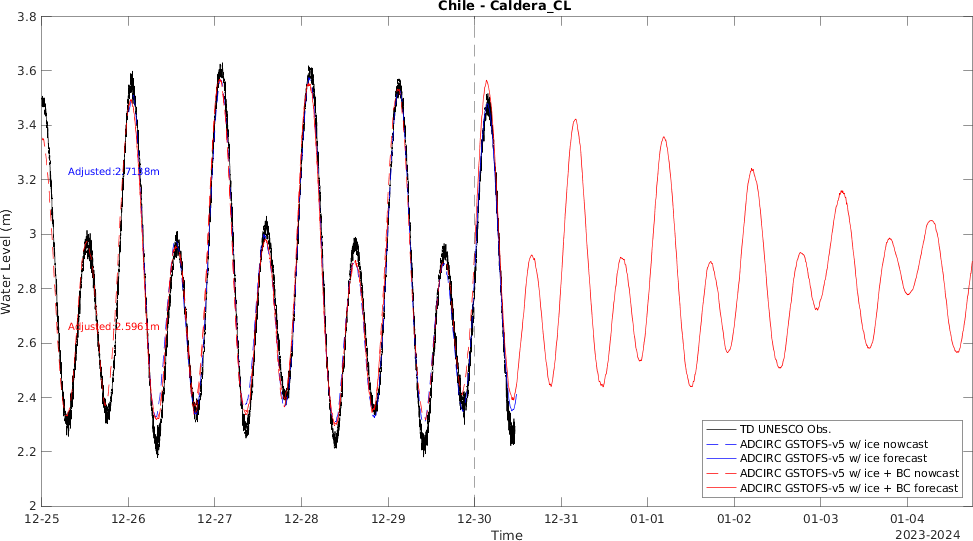 Chile - Caldera_CL
3.8
3.6
3.4
3.2
3
2.8
2.6
2.4
2.2
2
Water Level (m)
Adjusted:2.7138m
Adjusted:2.5961m
TD UNESCO Obs.
ADCIRC GSTOFS-v5 w/ ice nowcast
ADCIRC GSTOFS-v5 w/ ice forecast
ADCIRC GSTOFS-v5 w/ ice + BC nowcast
ADCIRC GSTOFS-v5 w/ ice + BC forecast
12-25 12-26 12-27 12-28 12-29 12-30 12-31 01-01 01-02 01-03 01-04
Time
2023-2024